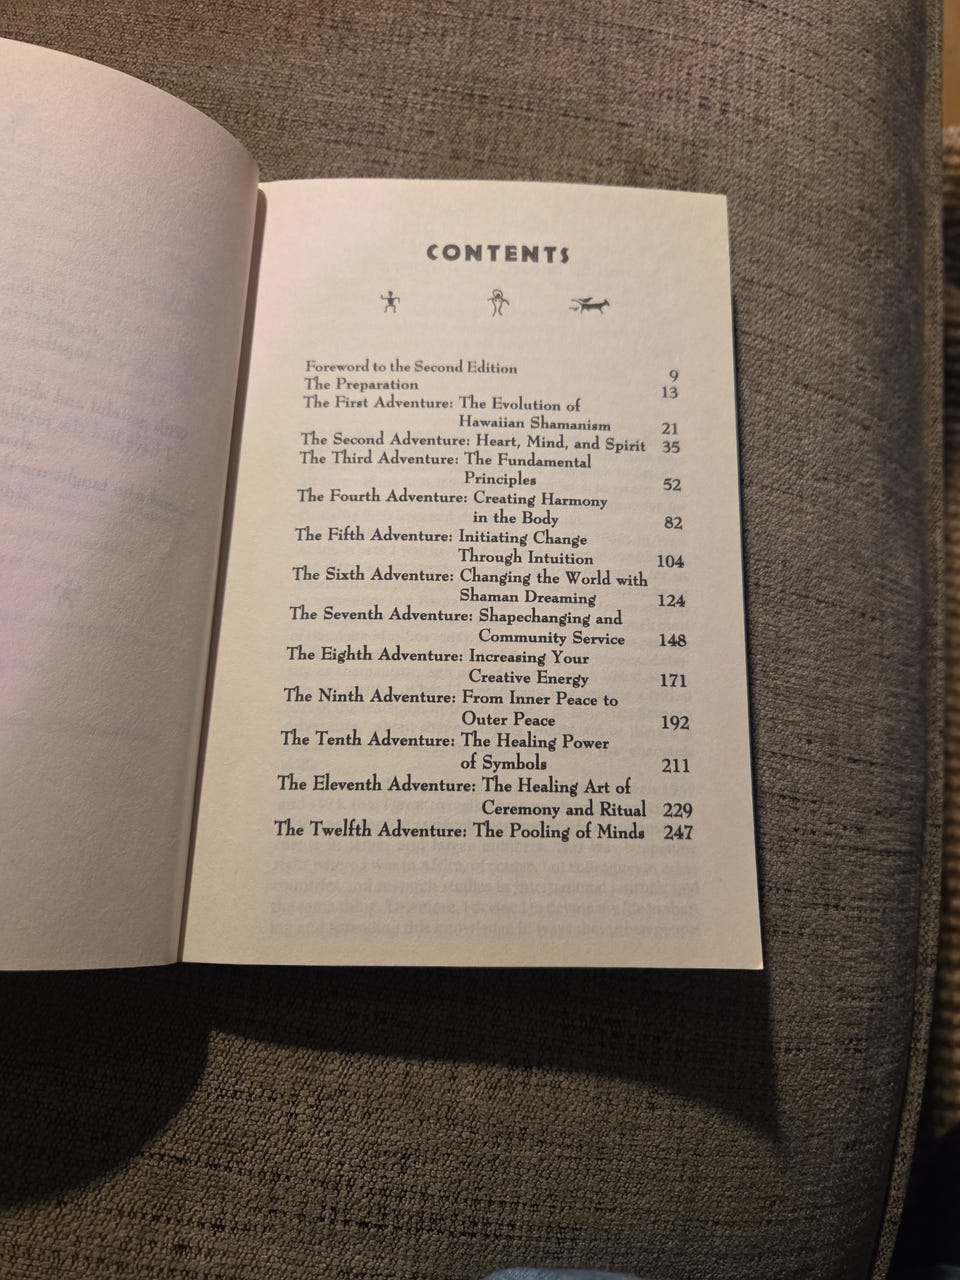 CONTENTS
Foreword to the Second Edition 9
The Preparation 13
The First Adventure: The Evolution of
Hawaiian Shamanism 21
The Second Adventure: Heart, Mind, and Spirit 35
The Third Adventure: The Fundamental
Principles 52
The Fourth Adventure: Creating Harmony
in the Body 82
The Fifth Adventure: Initiating Change
Through Intuition 104
The Sixth Adventure: Changing the World with
Shaman Dreaming 124
The Seventh Adventure: Shapechanging and
Community Service 148
The Eighth Adventure: Increasing Your
Creative Energy 171
The Ninth Adventure: From Inner Peace to
Outer Peace 192
The Tenth Adventure: The Healing Power
of Symbols 211
The Eleventh Adventure: The Healing Art of
Ceremony and Ritual 229
The Twelfth Adventure: The Pooling of Minds 247